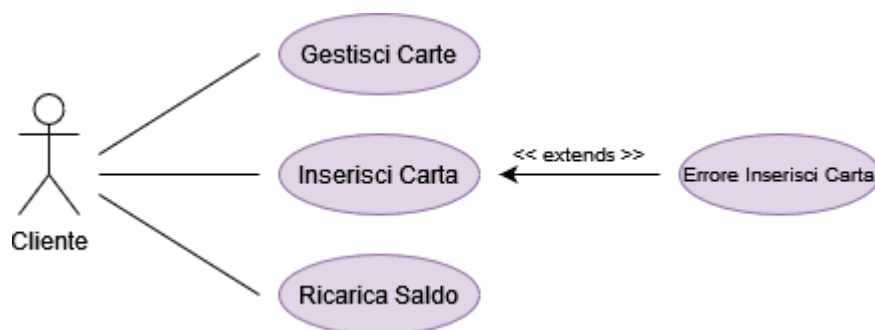 Gestisci Carte
Inserisci Carta
<< extends >>
Errore Inserisci Carta
Cliente
Ricarica Saldo